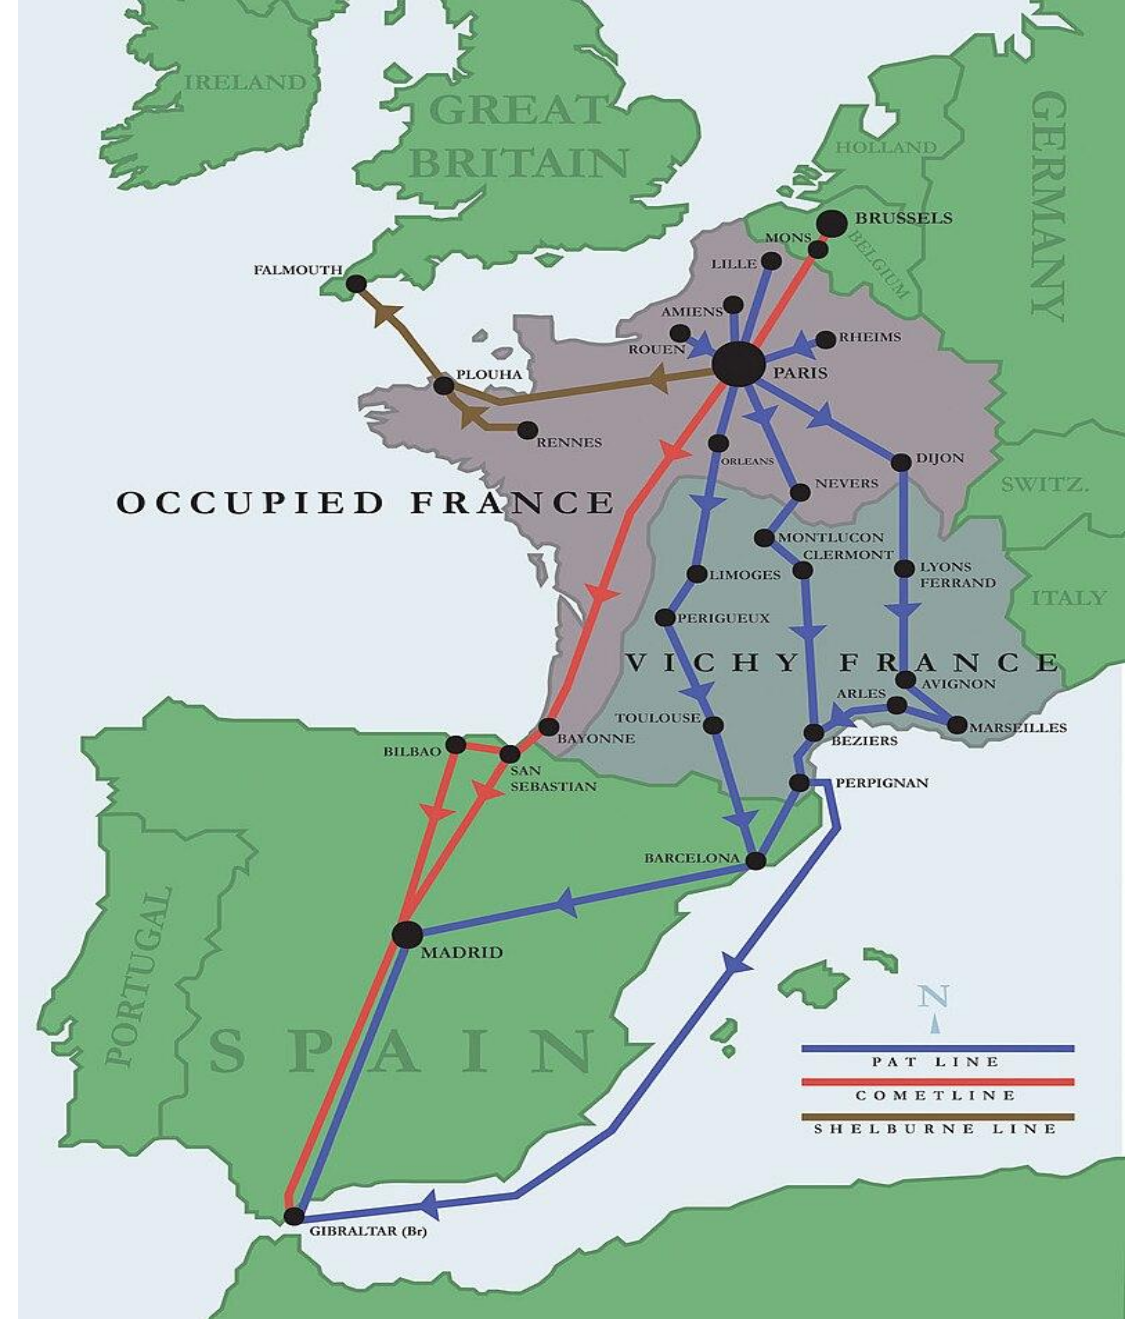 IRELAND
GREAT
BRITAIN
HOLLAND
GERMANY
BRUSSELS
MONS
BELGIUM
LILLE
FALMOUTH
AMIENS
ROUEN
RHEIMS
PLOUHA
PARIS
RENNES
ORLEANS
DIJON
NEVERS
SWITZ.
OCCUPIED FRANCE
MONTLUCON
CLERMONT
LIMOGES
LYONS
FERRAND
ITALY
PERIGUEUX
VICHY FRANCE
AVIGNON
ARLES
TOULOUSE
MARSEILLES
BEZIERS
BAYONNE
BILBAO
SAN
SEBASTIAN
PERPIGNAN
BARCELONA
PORTUGAL
MADRID
SPAIN
N
PAT LINE
COMETLINE
SHELBURNE LINE
GIBRALTAR (Br)